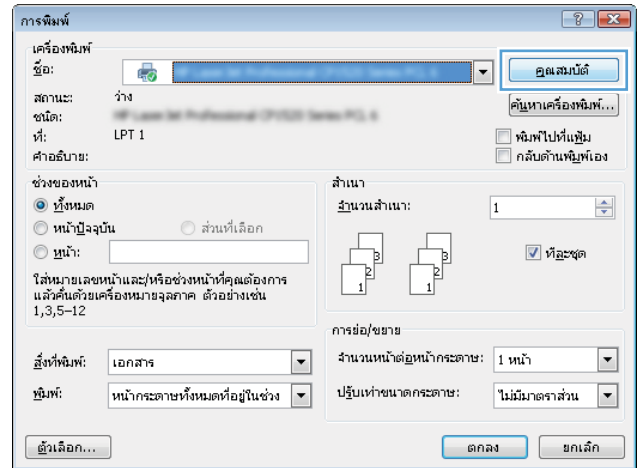 การพิมพ์
เครื่องพิมพ์
ชื่อ:
คุณสมบัติ
สถานะ: ว่าง
ชนิด:
ค้นหาเครื่องพิมพ์...
ที่: LPT 1
พิมพ์ไปที่แฟ้ม
คำอธิบาย:
กลับด้านพิมพ์เอง
ช่วงของหน้า
ทั้งหมด
หน้าปัจจุบัน ส่วนที่เลือก
หน้า:
ใส่หมายเลขหน้าและ/หรือช่วงหน้าที่คุณต้องการ
แล้วคั่นด้วยเครื่องหมายจุลภาค ตัวอย่างเช่น
1,3,5–12
สำเนา
จำนวนสำเนา: 1
3 3
2 2
1 1
ทีละชุด
สิ่งที่พิมพ์: เอกสาร
พิมพ์: หน้ากระดาษทั้งหมดที่อยู่ในช่วง
การย่อ/ขยาย
จำนวนหน้าต่อหน้ากระดาษ: 1 หน้า
ปรับเท่าขนาดกระดาษ: ไม่มีมาตราส่วน
ตัวเลือก...
ตกลง
ยกเลิก